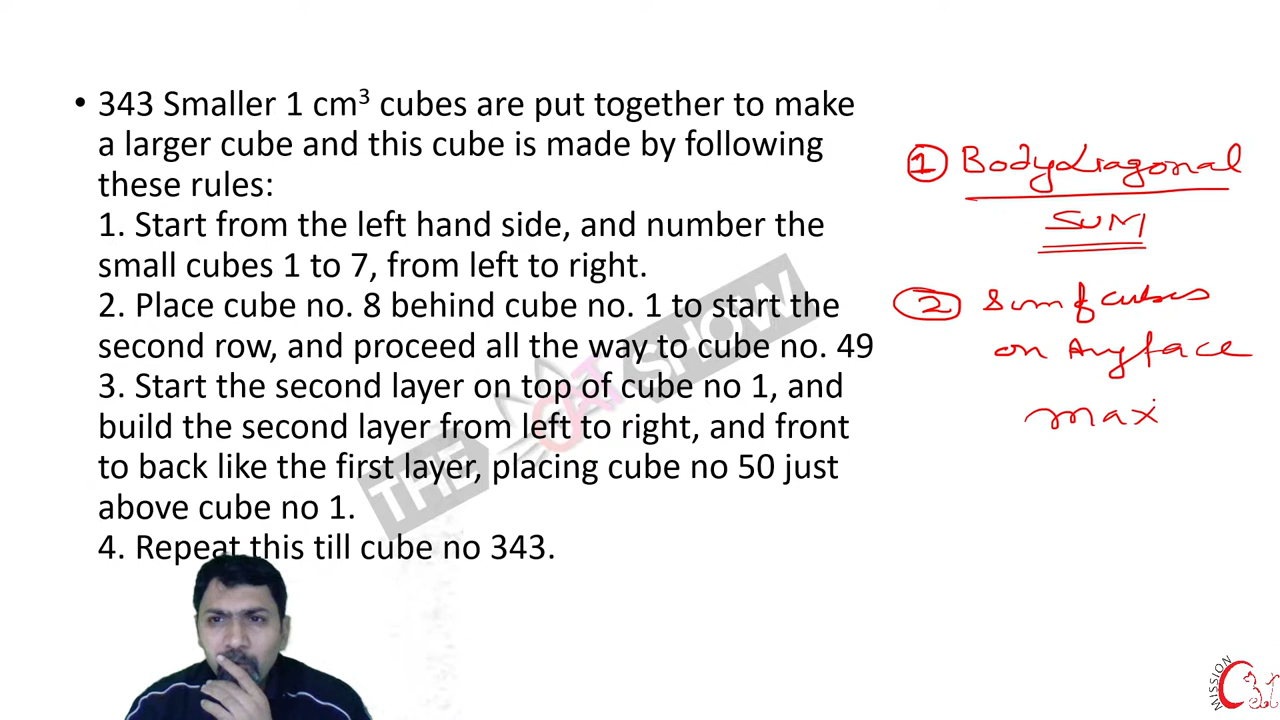 • 343 Smaller 1 cm³ cubes are put together to make
a larger cube and this cube is made by following
these rules:
1. Start from the left hand side, and number the
small cubes 1 to 7, from left to right.
2. Place cube no. 8 behind cube no. 1 to start the
second row, and proceed all the way to cube no. 49
3. Start the second layer on top of cube no 1, and
build the second layer from left to right, and front
to back like the first layer, placing cube no 50 just
above cube no 1.
4. Repeat this till cube no 343.
THE CAT SHOW
1 Bodydiagonal
SUM
2 Sum of cubes
on Any face
max
MISSION
Cat